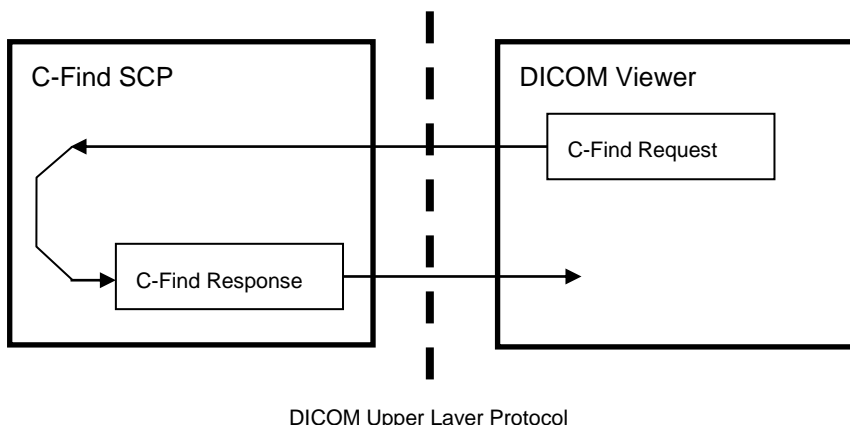 C-Find SCP
DICOM Viewer
C-Find Request
C-Find Response
DICOM Upper Layer Protocol